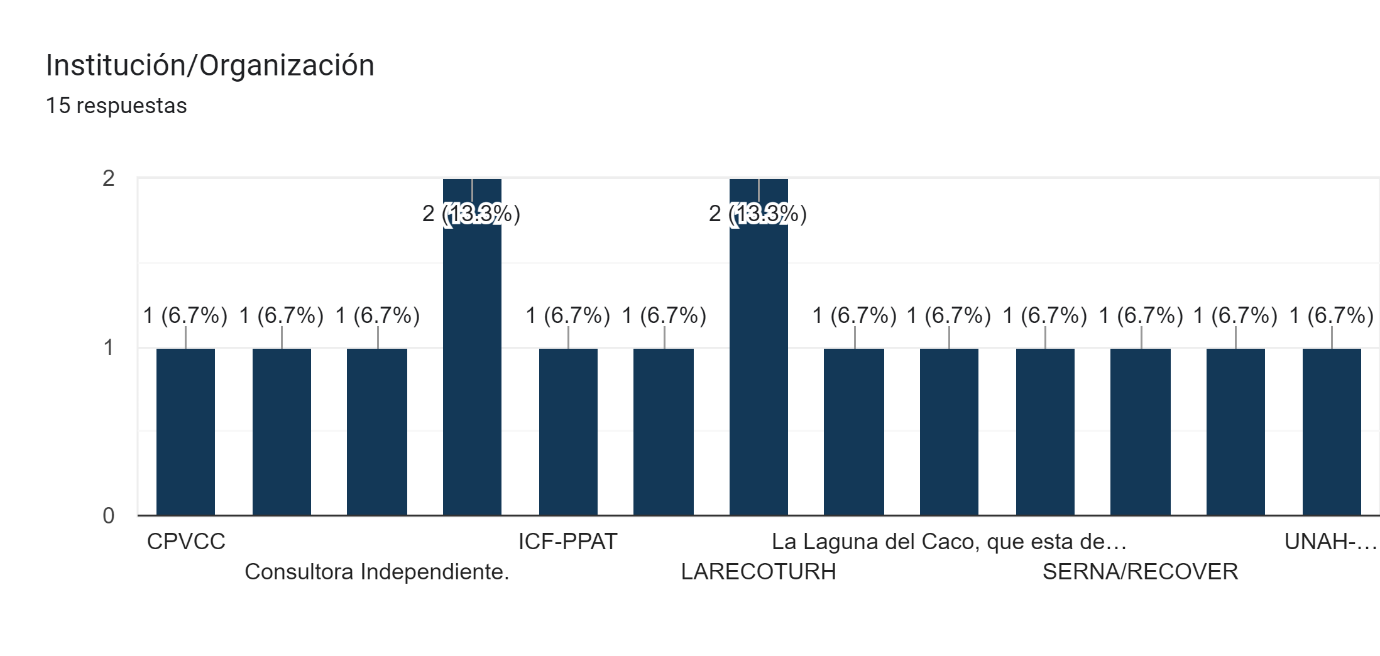 Institución/Organización
15 respuestas
2
2 (13.3%) 2 (13.3%)
1 (6.7%) 1 (6.7%) 1 (6.7%) 1 (6.7%) 1 (6.7%) 1 (6.7%) 1 (6.7%) 1 (6.7%) 1 (6.7%) 1 (6.7%) 1 (6.7%)
1
0
CPVCC ICF-PPAT La Laguna del Caco, que esta de… UNAH-…
Consultora Independiente. LARECOTURH SERNA/RECOVER